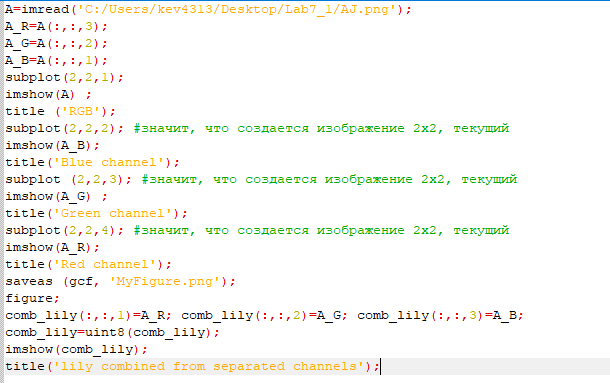 A=imread('C:/Users/kev4313/Desktop/Lab7_1/AJ.png');
A_R=A(:,:,3);
A_G=A(:,:,2);
A_B=A(:,:,1);
subplot(2,2,1);
imshow(A) ;
title ('RGB');
subplot(2,2,2); #значит, что создается изображение 2x2, текущий
imshow(A_B);
title('Blue channel');
subplot (2,2,3); #значит, что создается изображение 2x2, текущий
imshow(A_G) ;
title('Green channel');
subplot(2,2,4); #значит, что создается изображение 2x2, текущий
imshow(A_R);
title('Red channel');
saveas (gcf, 'MyFigure.png');
figure;
comb_lily(:,:,1)=A_R; comb_lily(:,:,2)=A_G; comb_lily(:,:,3)=A_B;
comb_lily=uint8(comb_lily);
imshow(comb_lily);
title('lily combined from separated channels');